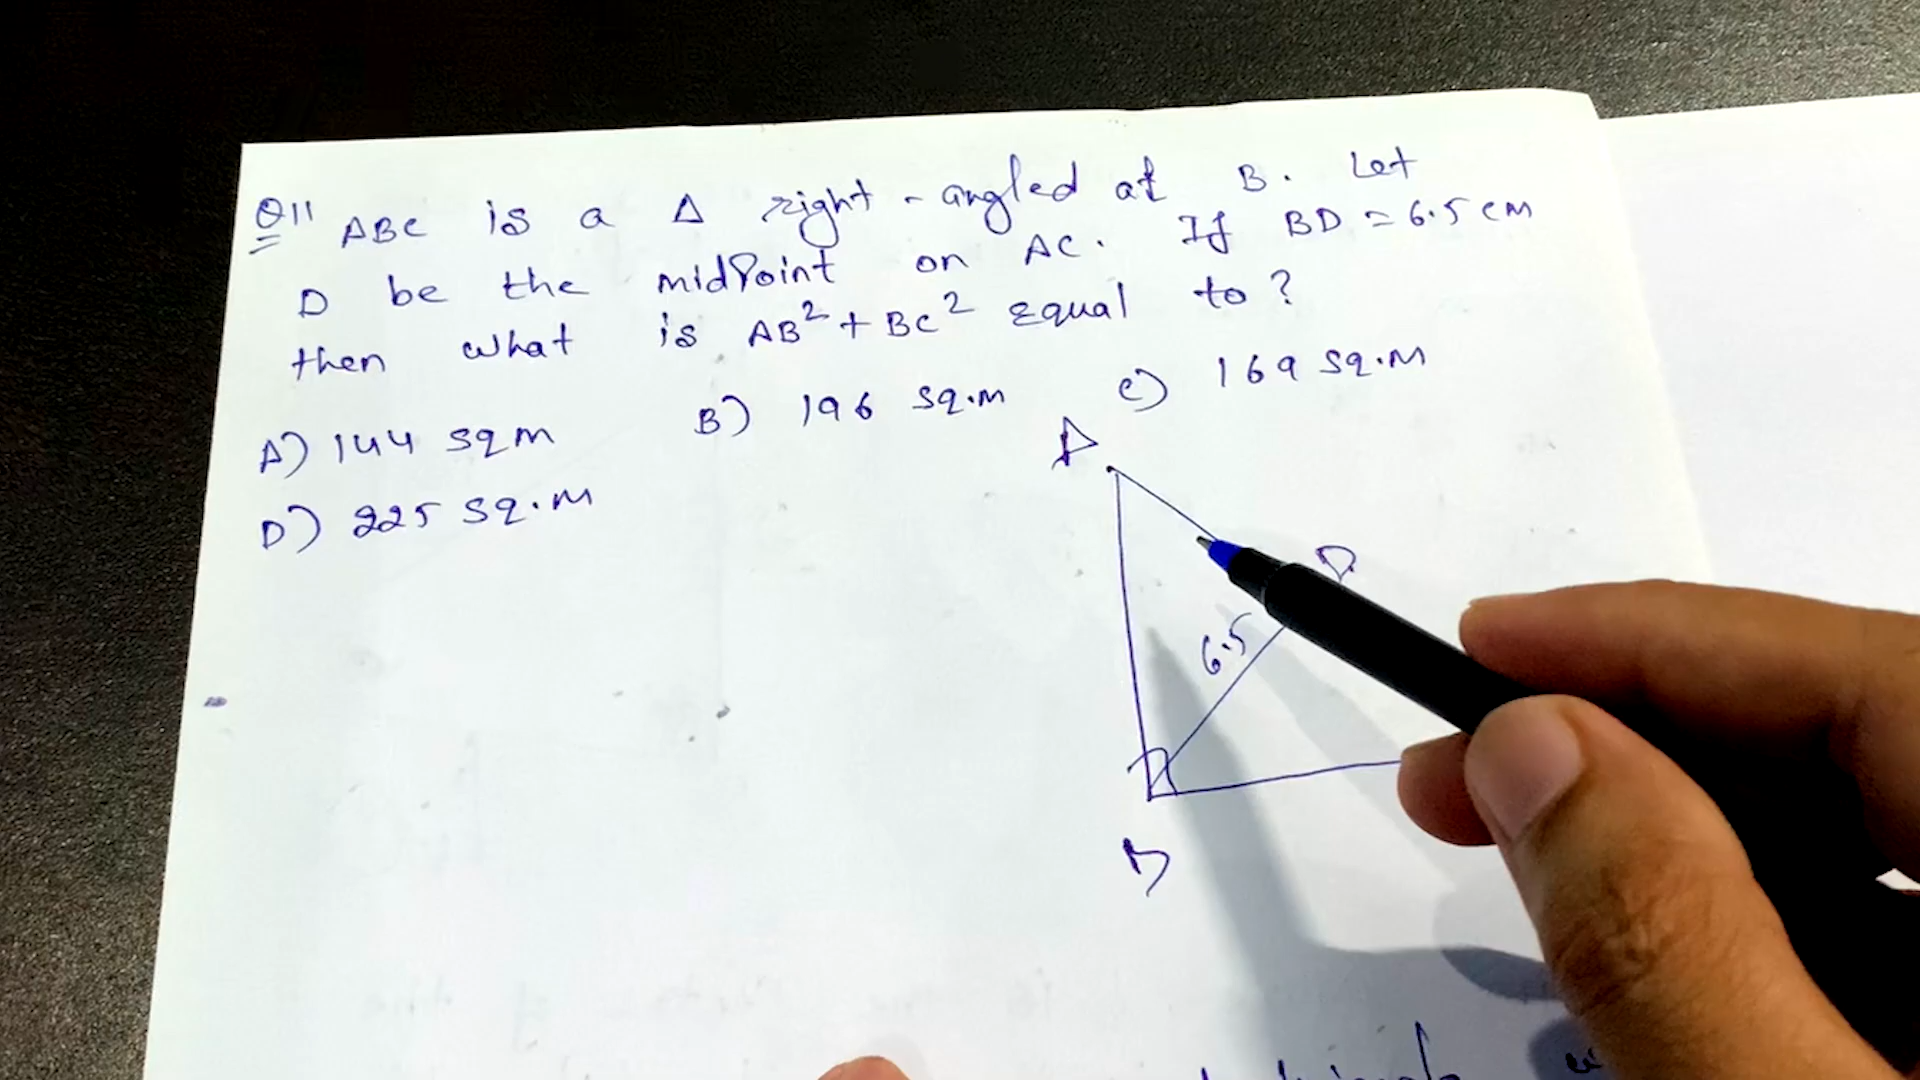 Q11 ABC is a Δ right-angled at B. Let
D be the midPoint on AC. If BD = 6.5 cm
then what is AB² + BC² equal to?
A) 144 sqm B) 196 sq.m C) 169 sq.m
D) 225 sq.m
A
D
6.5
B